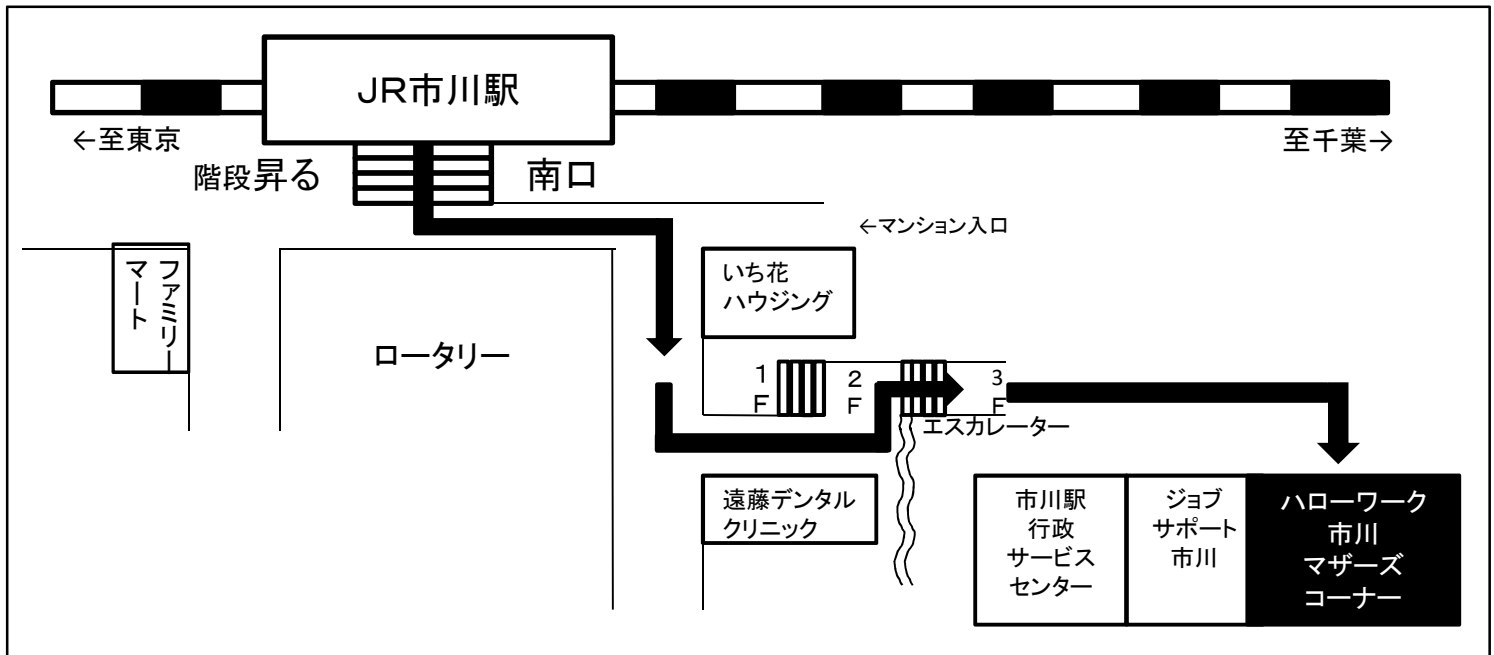 JR市川駅
←至東京
至千葉→
階段昇る
南口
←マンション入口
ファミリー
マート
ロータリー
いち花
ハウジング
1
F
2
F
3
F
エスカレーター
遠藤デンタル
クリニック
市川駅
行政
サービス
センター
ジョブ
サポート
市川
ハローワーク
市川
マザーズ
コーナー